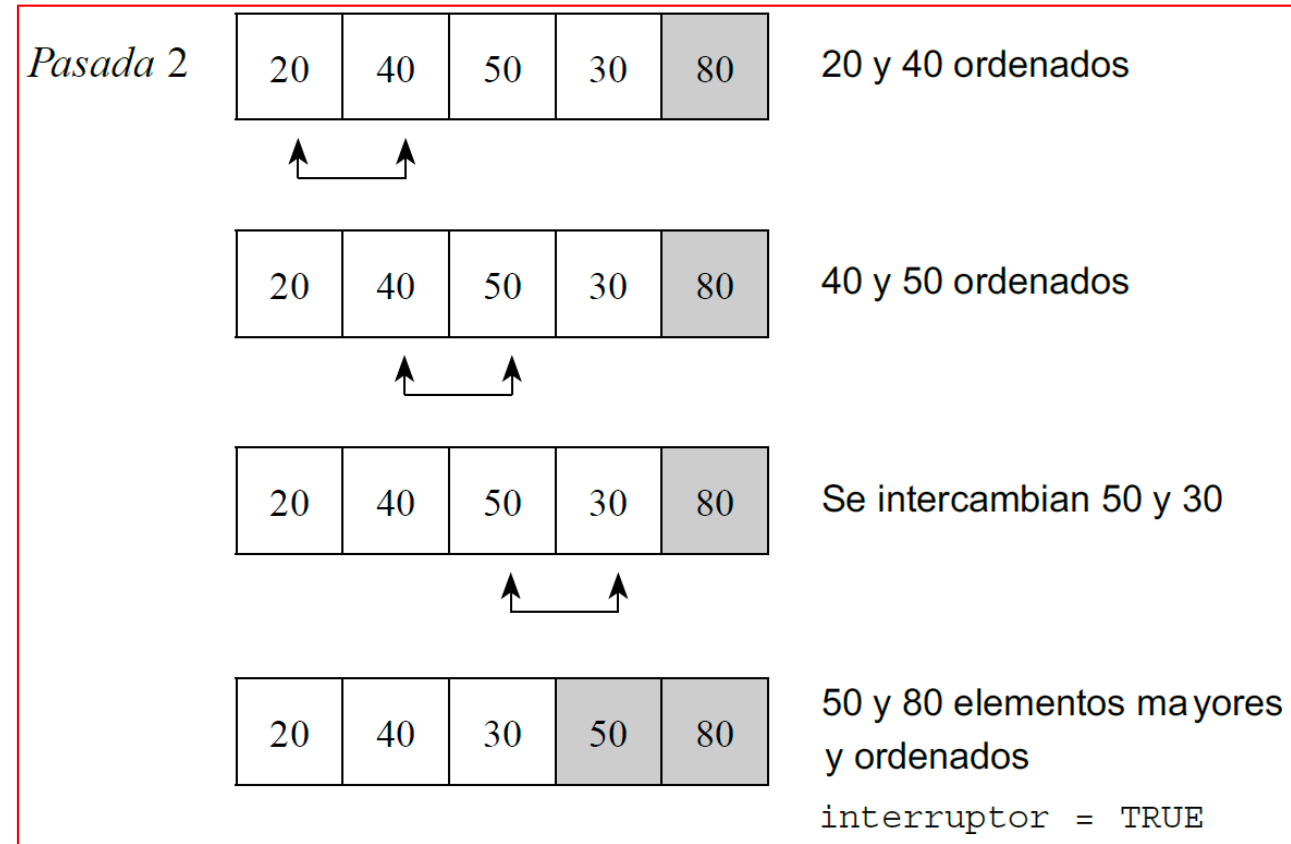 Pasada 2
20 40 50 30 80
20 y 40 ordenados
20 40 50 30 80
40 y 50 ordenados
20 40 50 30 80
Se intercambian 50 y 30
20 40 30 50 80
50 y 80 elementos mayores
y ordenados
interruptor = TRUE